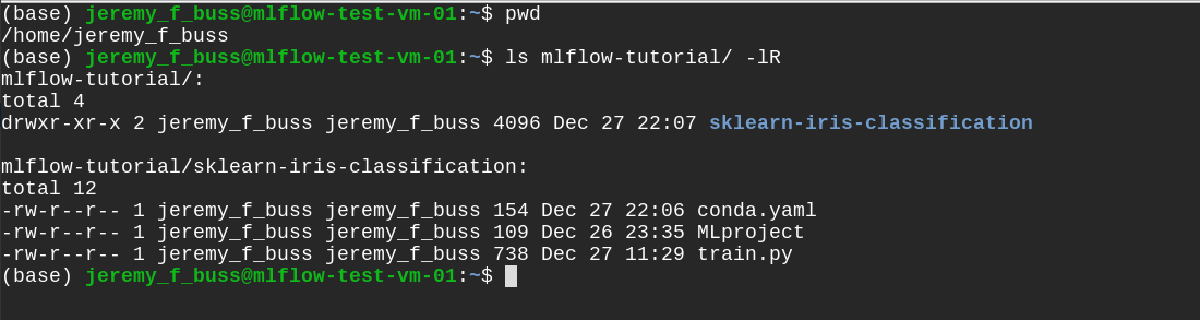 (base) jeremy_f_buss@mlflow-test-vm-01:~$ pwd
/home/jeremy_f_buss
(base) jeremy_f_buss@mlflow-test-vm-01:~$ ls mlflow-tutorial/ -lR
mlflow-tutorial/:
total 4
drwxr-xr-x 2 jeremy_f_buss jeremy_f_buss 4096 Dec 27 22:07 sklearn-iris-classification

mlflow-tutorial/sklearn-iris-classification:
total 12
-rw-r--r-- 1 jeremy_f_buss jeremy_f_buss 154 Dec 27 22:06 conda.yaml
-rw-r--r-- 1 jeremy_f_buss jeremy_f_buss 109 Dec 26 23:35 MLproject
-rw-r--r-- 1 jeremy_f_buss jeremy_f_buss 738 Dec 27 11:29 train.py
(base) jeremy_f_buss@mlflow-test-vm-01:~$